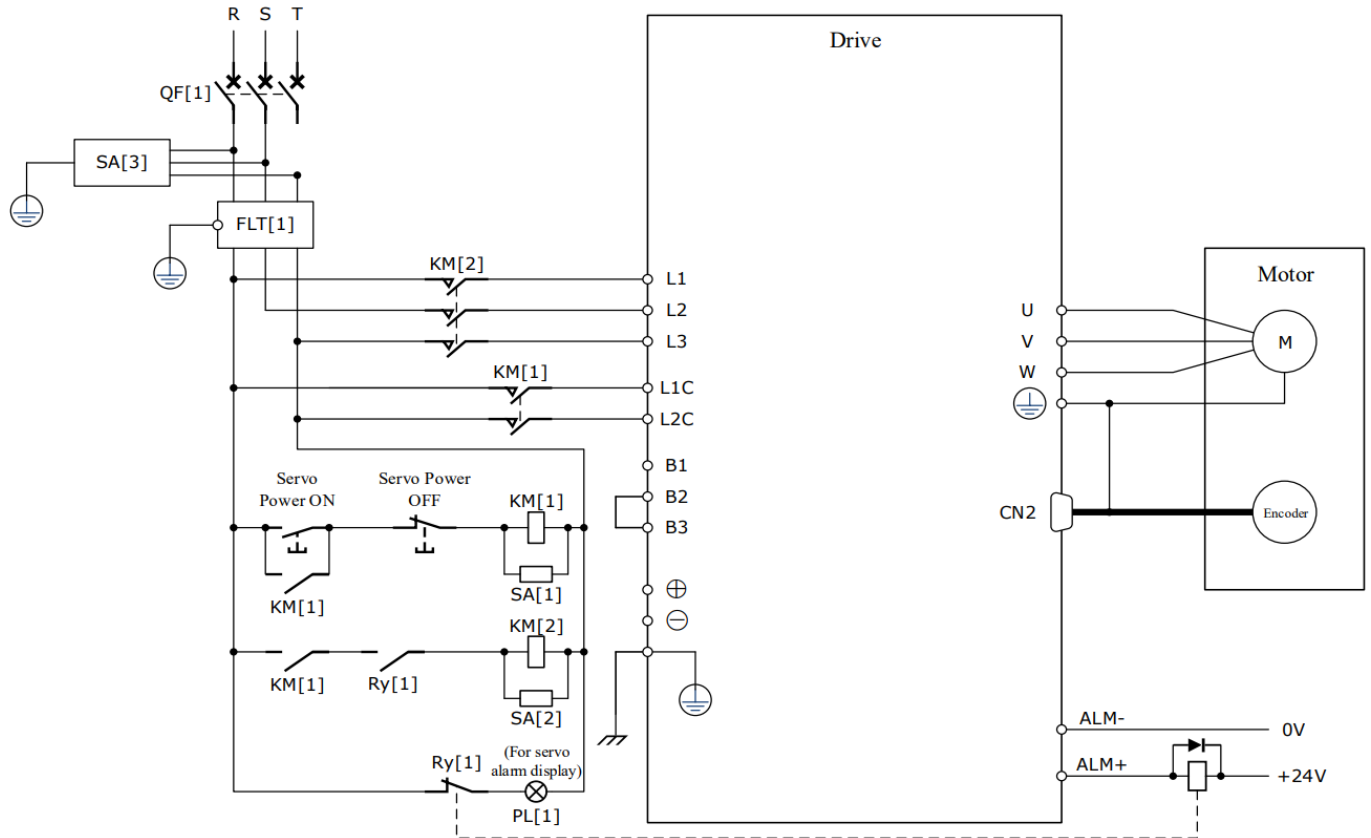 R S T
Drive
QF[1]
SA[3]
FLT[1]
KM[2]
L1
L2
L3
KM[1]
L1C
L2C
U
V
W
Motor
M
Servo
Power ON
Servo Power
OFF
KM[1]
B1
B2
B3
CN2
Encoder
KM[1]
SA[1]
KM[2]
KM[1]
Ry[1]
SA[2]
Ry[1]
(For servo
alarm display)
PL[1]
ALM-
0V
ALM+
+24V